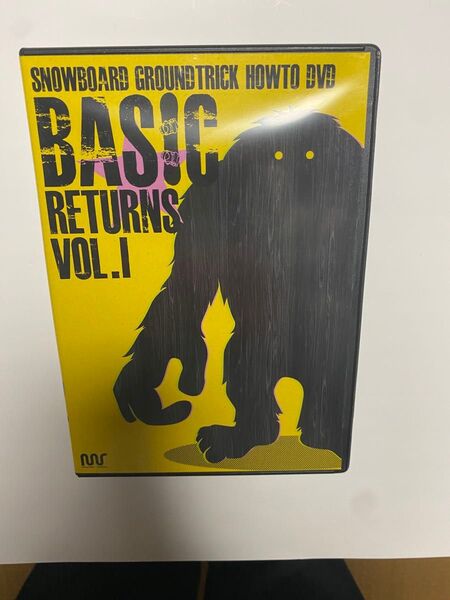 SNOWBOARD GROUNDTRICK HOWTO DVD
BASIC
RETURNS
VOL.1